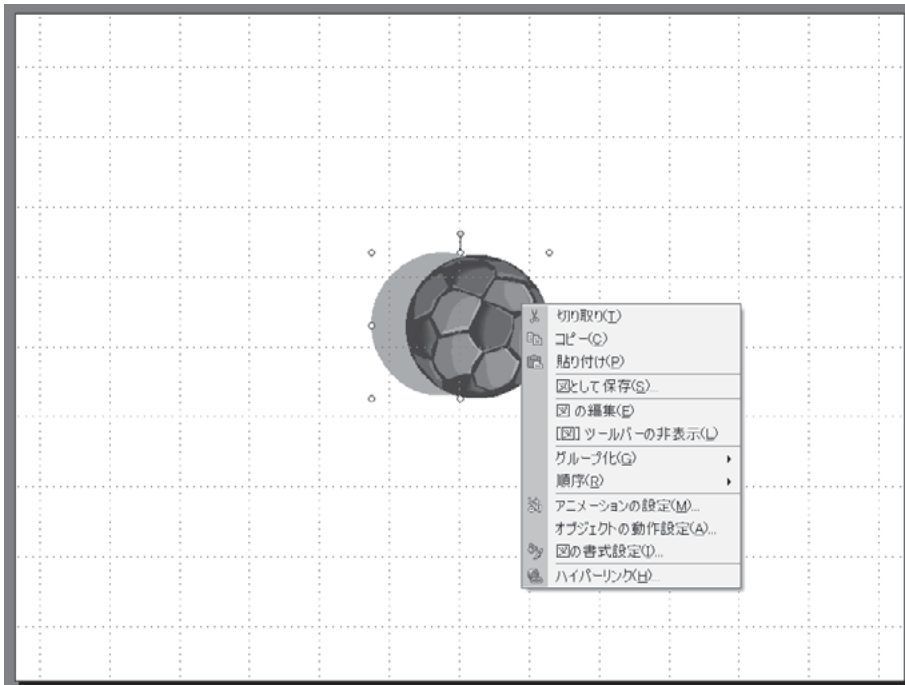 切り取り(T)
コピー(C)
貼り付け(P)
図として保存(S)...
図の編集(E)
[図] ツールバーの非表示(L)
グループ化(G)
順序(R)
アニメーションの設定(M)...
オブジェクトの動作設定(A)...
図の書式設定(I)...
ハイパーリンク(H)...